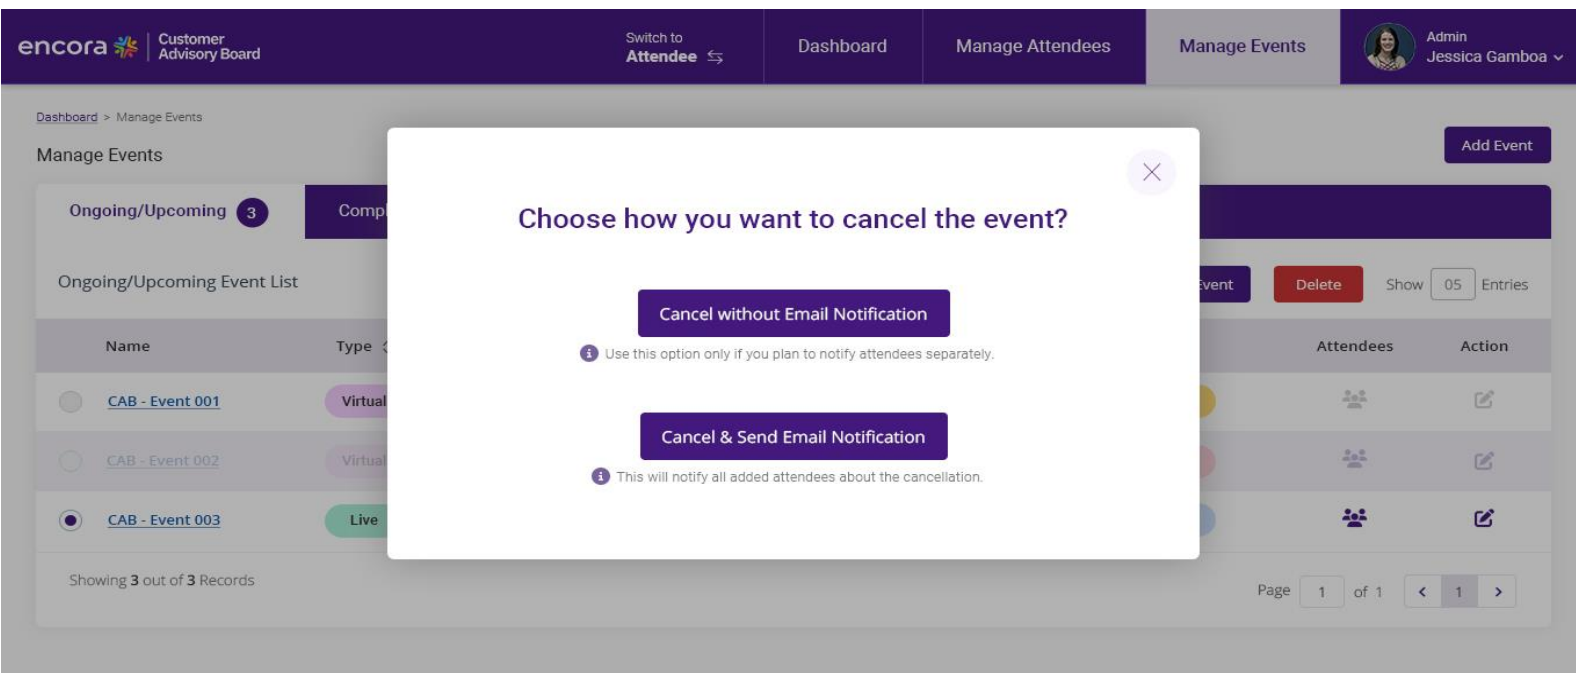 encora
Customer
Advisory Board
Switch to
Attendee
Dashboard
Manage Attendees
Manage Events
Admin
Jessica Gamboa
Dashboard > Manage Events
Manage Events
Add Event
Ongoing/Upcoming 3
Comp
Choose how you want to cancel the event?
Ongoing/Upcoming Event List
Event
Delete
Show 05 Entries
Cancel without Email Notification
Use this option only if you plan to notify attendees separately.
Name
Type
Attendees
Action
CAB - Event 001
Virtual
Cancel & Send Email Notification
This will notify all added attendees about the cancellation.
CAB - Event 002
Virtual
CAB - Event 003
Live
Showing 3 out of 3 Records
Page 1 of 1 < 1 >